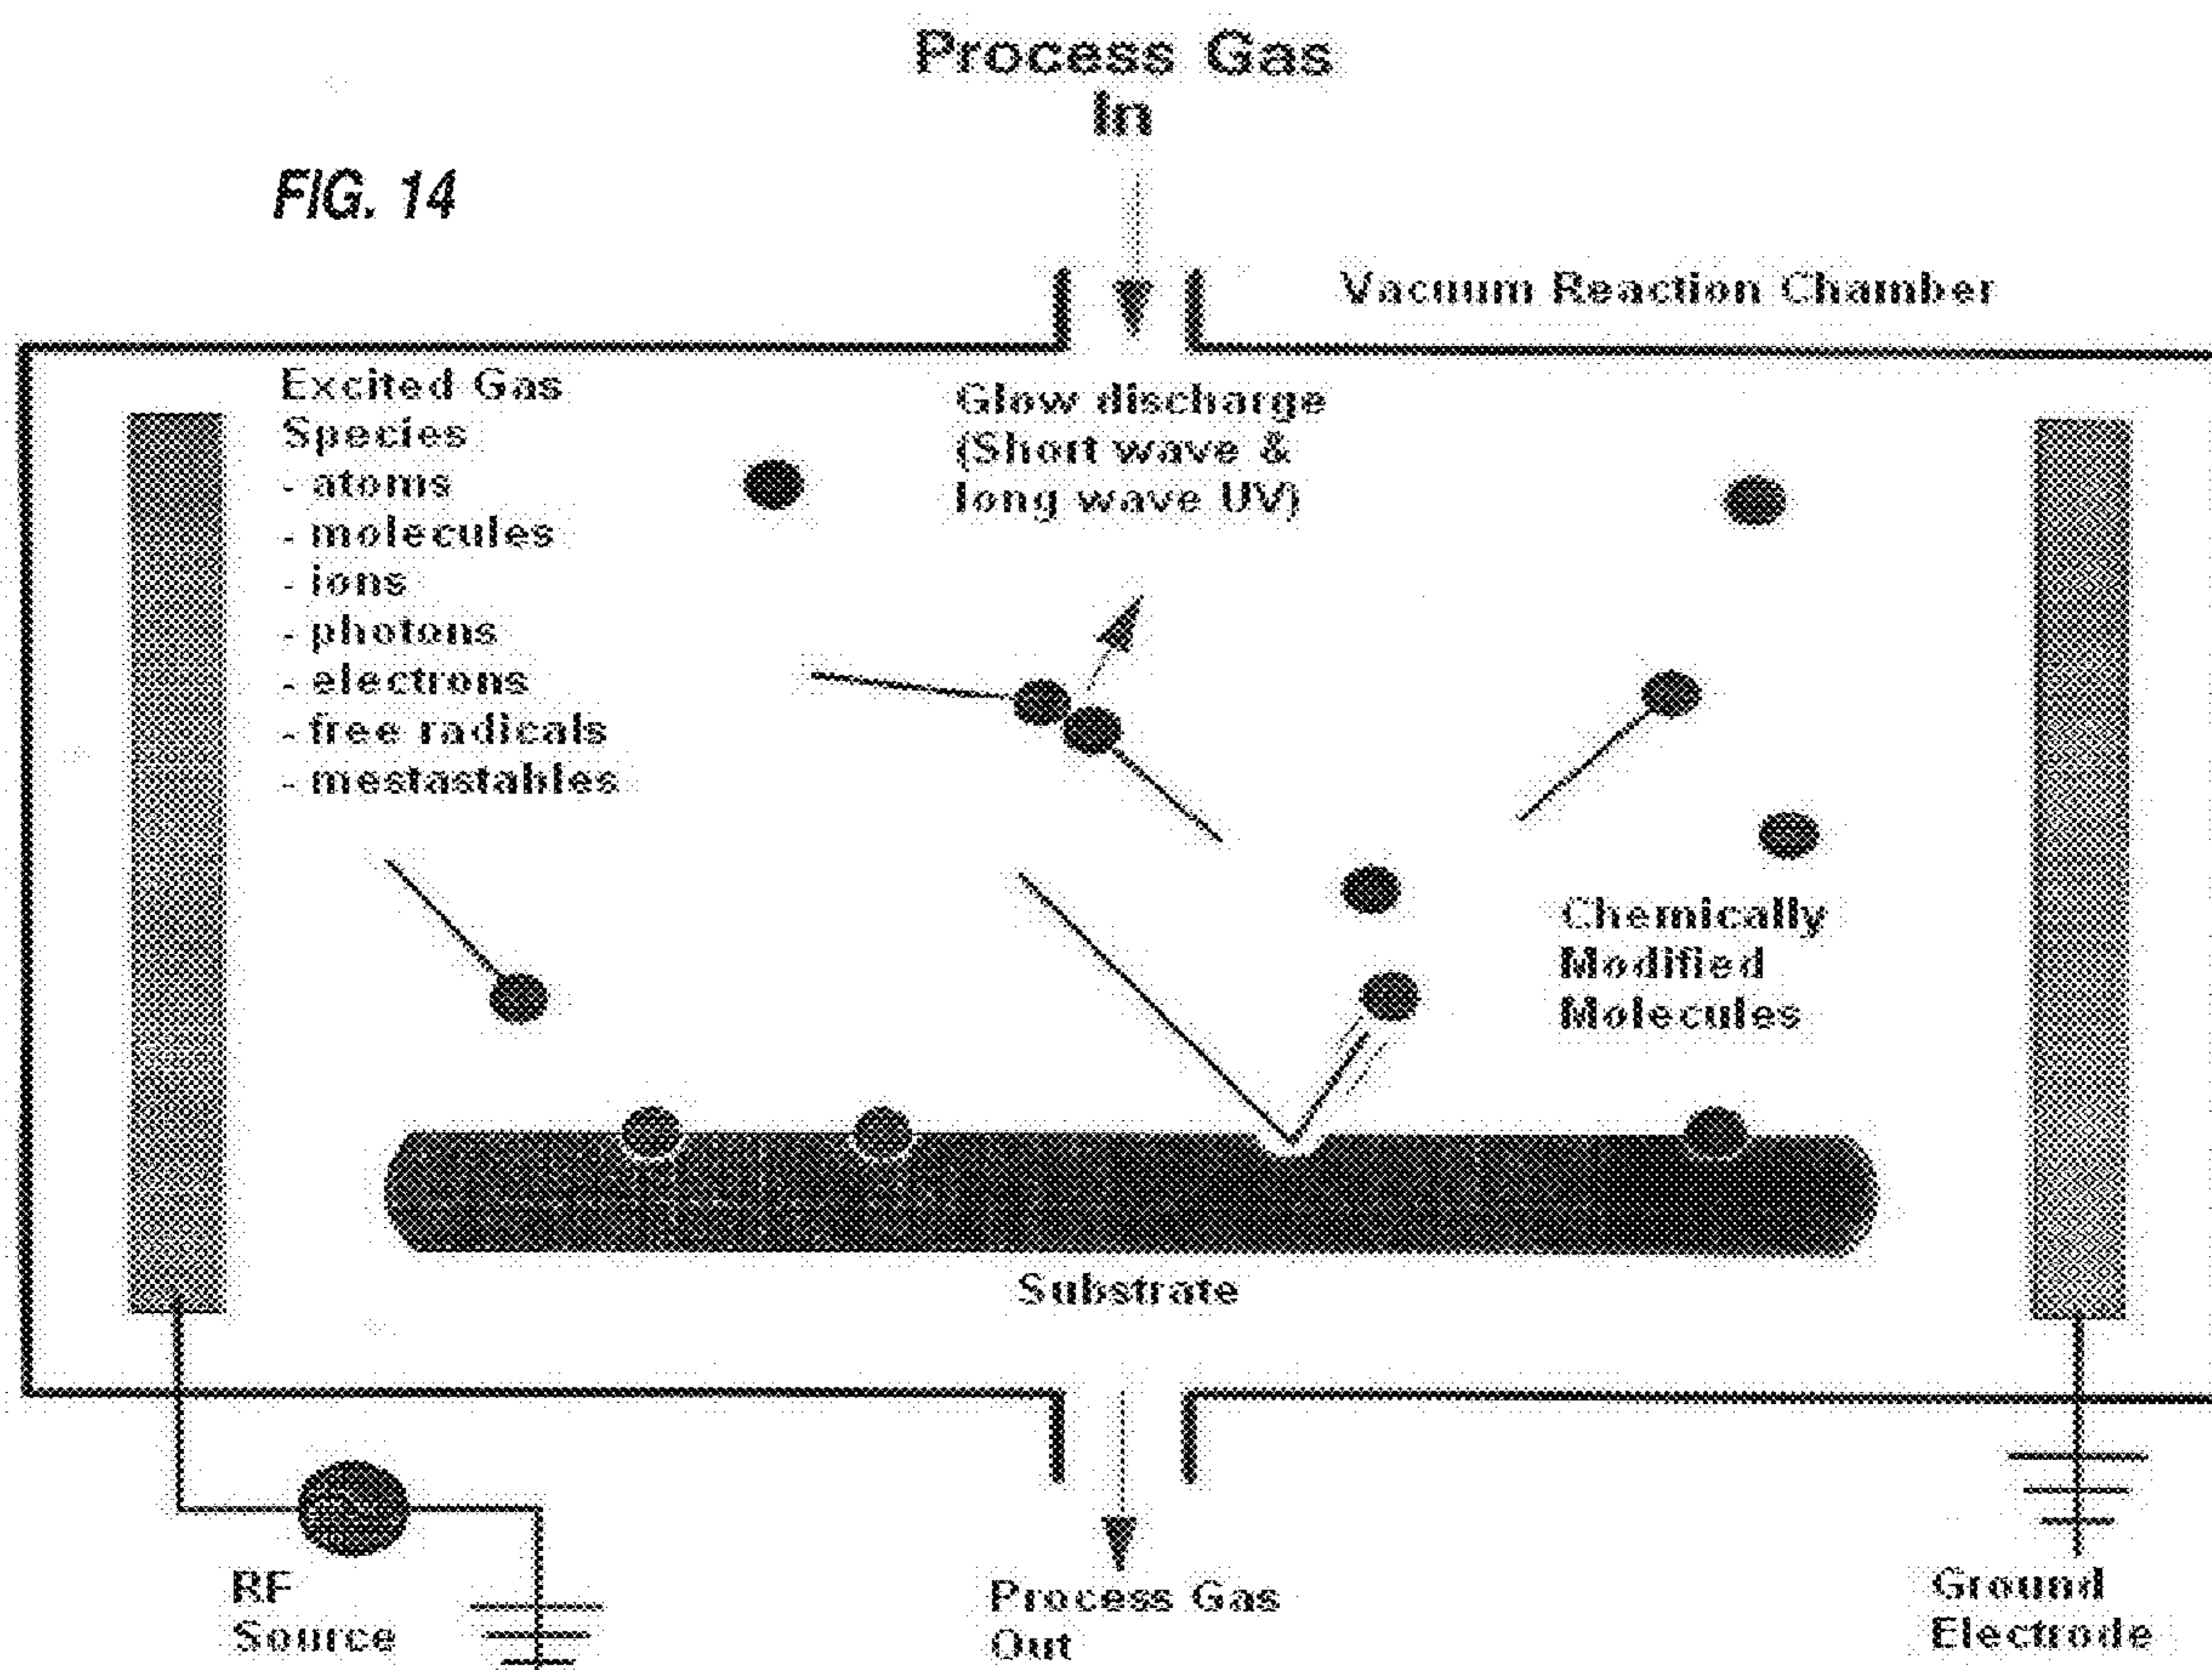 Process Gas
In
FIG. 14
Vacuum Reaction Chamber
Excited Gas
Species
- atoms
- molecules
- ions
- photons
- electrons
- free radicals
- mestastables
Glow discharge
(Short wave &
long wave UV)
Chemically
Modified
Molecules
Substrate
RF
Source
Process Gas
Out
Ground
Electrode